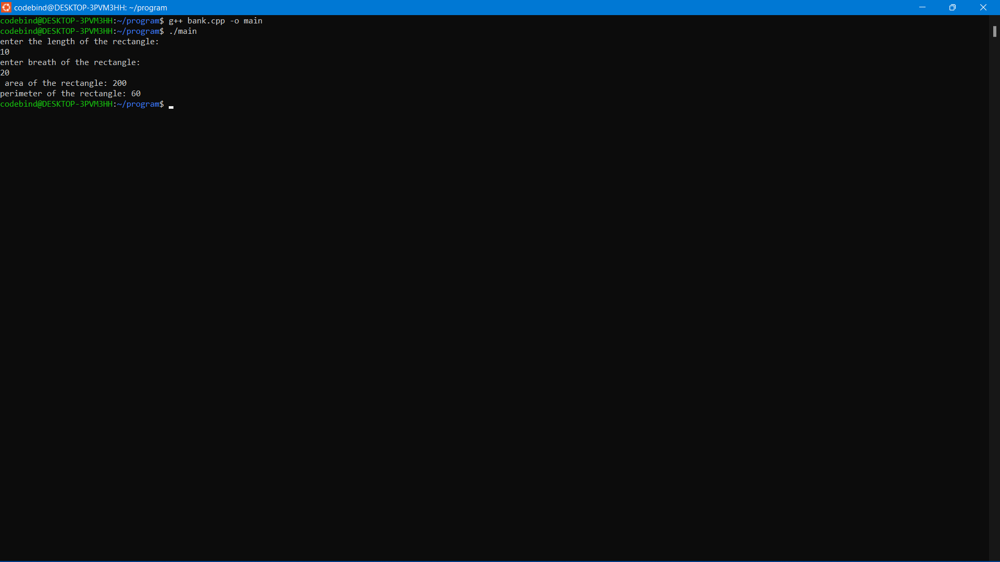 codebind@DESKTOP-3PVM3HH: ~/program
codebind@DESKTOP-3PVM3HH:~/program$ g++ bank.cpp -o main
codebind@DESKTOP-3PVM3HH:~/program$ ./main
enter the length of the rectangle:
10
enter breath of the rectangle:
20
 area of the rectangle: 200
perimeter of the rectangle: 60
codebind@DESKTOP-3PVM3HH:~/program$